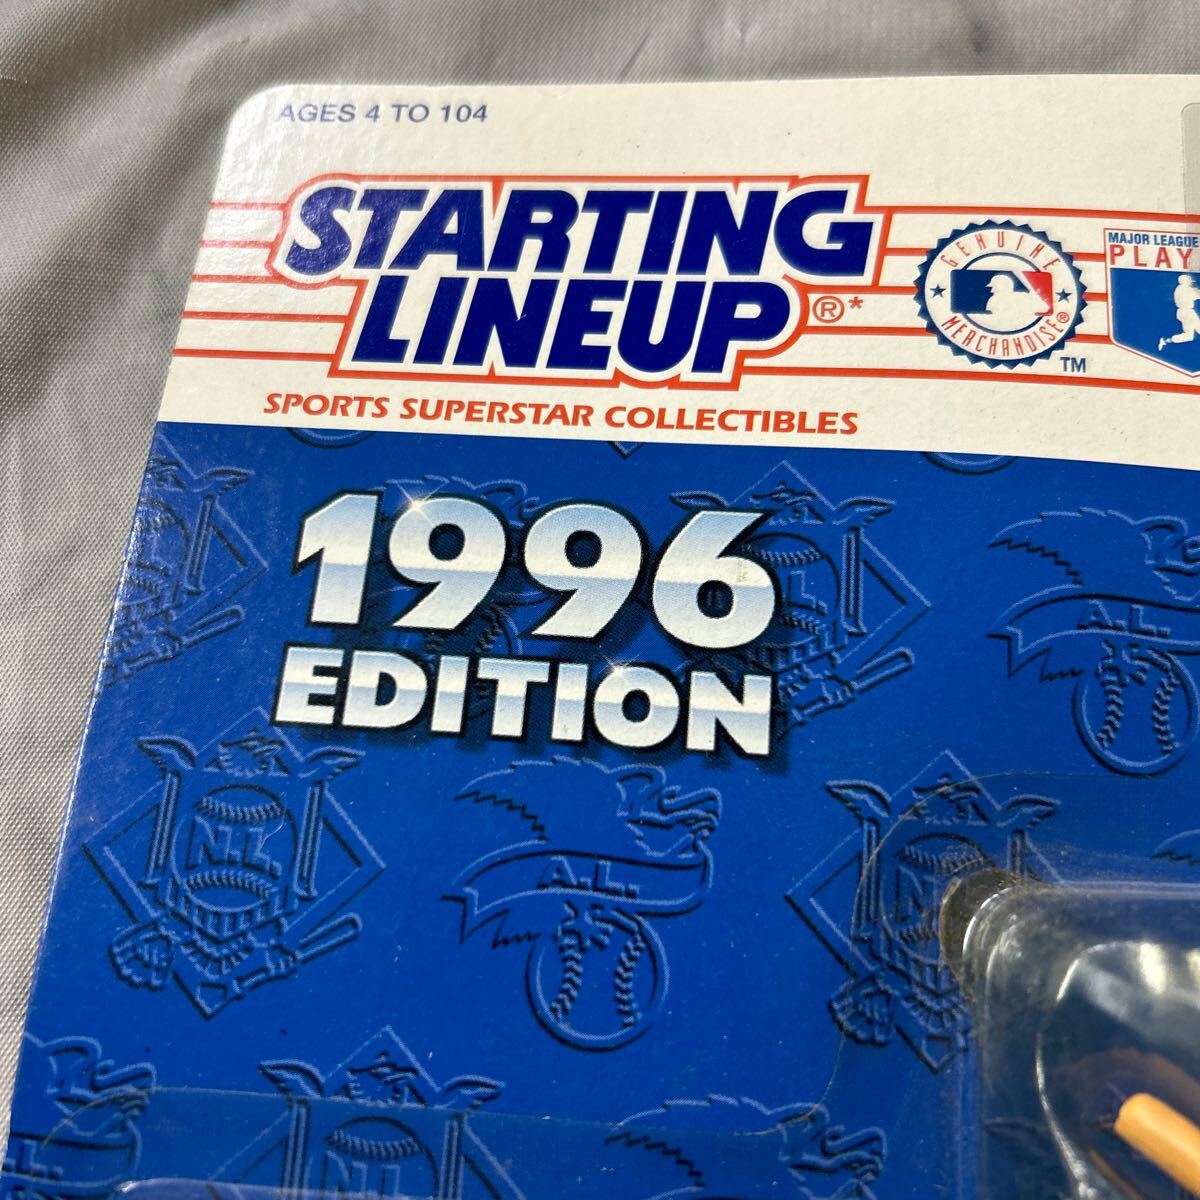 AGES 4 TO 104
STARTING
LINEUP®*
SPORTS SUPERSTAR COLLECTIBLES
GENUINE
MERCHANDISE®
TM
MAJOR LEAGUE
PLAY
1996
EDITION
N.L.
A.L.
N.L.
A.L.
N.L.
N.L.